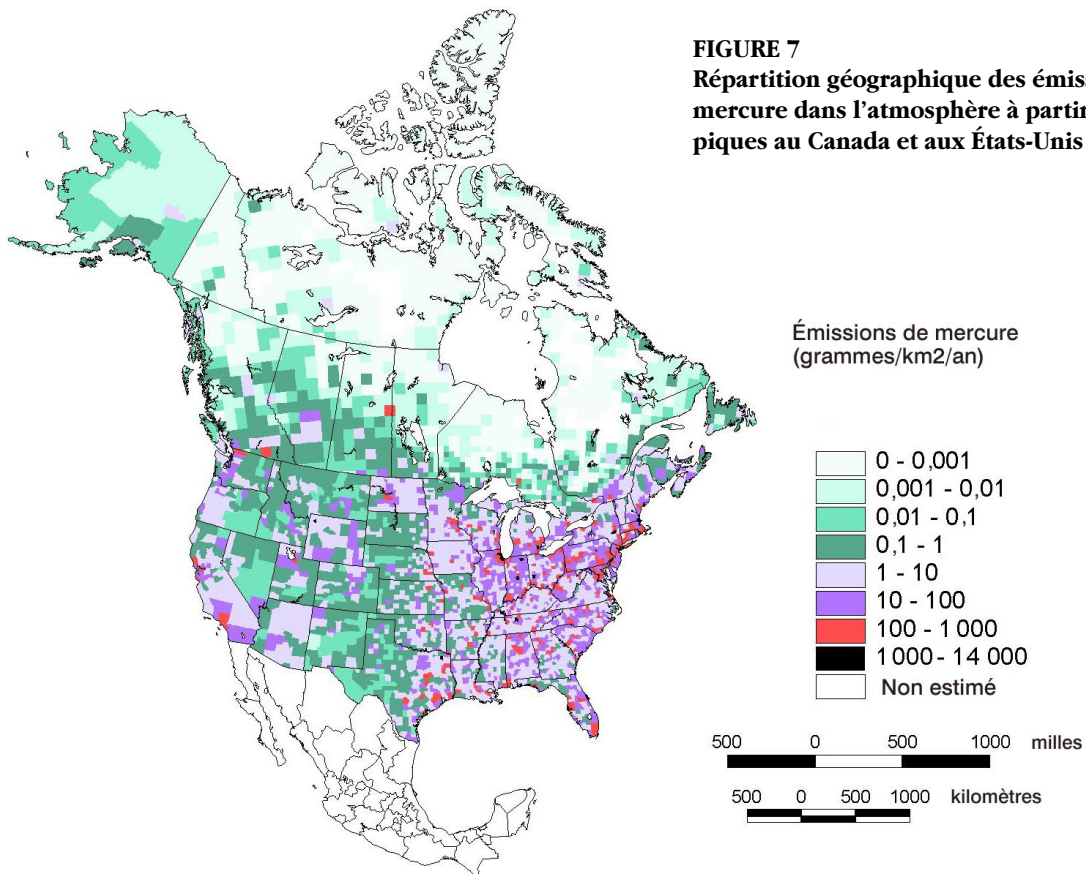 FIGURE 7
Répartition géographique des émis
mercure dans l'atmosphère à partir
piques au Canada et aux États-Unis
Émissions de mercure
(grammes/km2/an)
0 - 0,001
0,001 - 0,01
0,01 - 0,1
0,1 - 1
1 - 10
10 - 100
100 - 1 000
1 000 - 14 000
Non estimé
500 0 500 1000 milles
500 0 500 1000 kilomètres